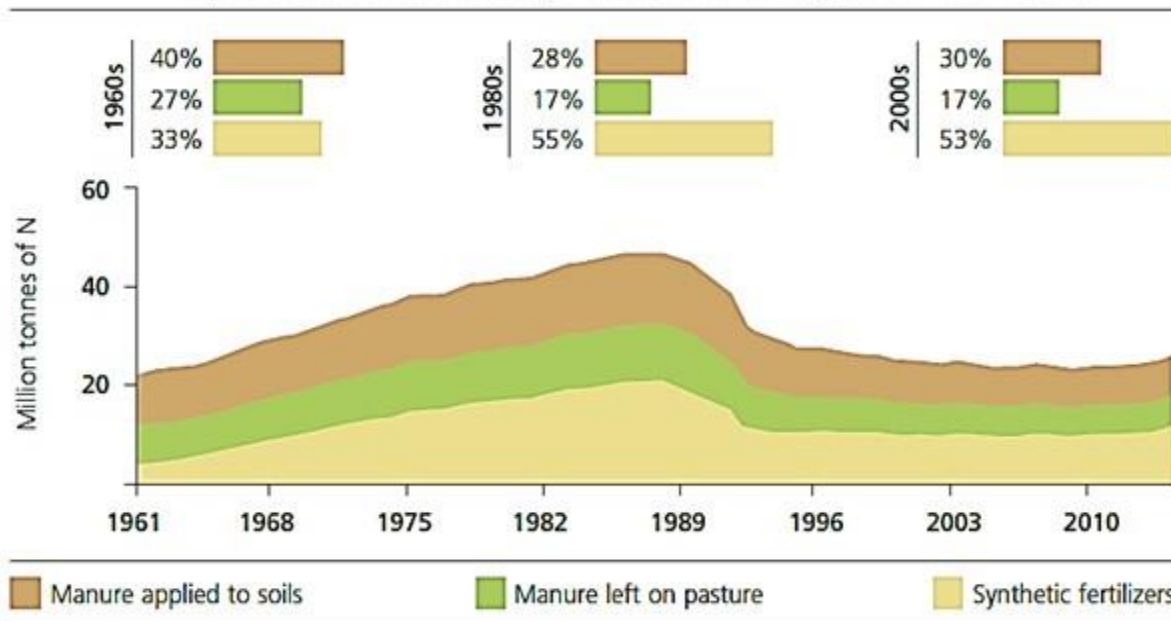 1960s
40%
27%
33%
1980s
28%
17%
55%
2000s
30%
17%
53%
Million tonnes of N
60
40
20
1961 1968 1975 1982 1989 1996 2003 2010
Manure applied to soils Manure left on pasture Synthetic fertilizers